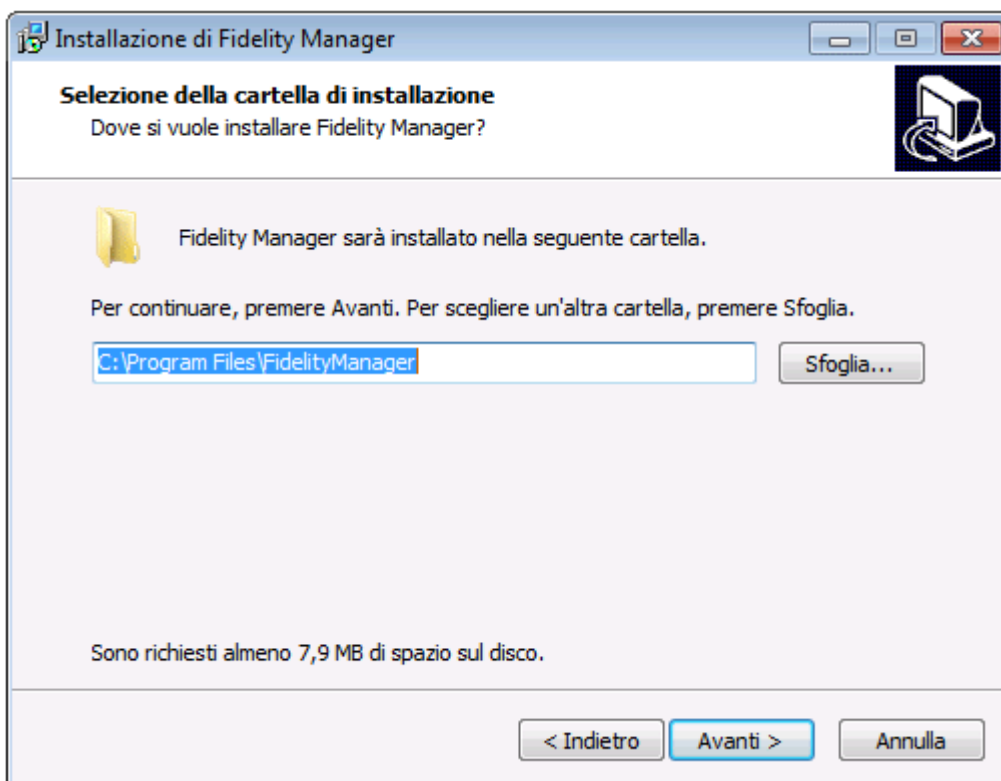 Installazione di Fidelity Manager
Selezione della cartella di installazione
Dove si vuole installare Fidelity Manager?
Fidelity Manager sarà installato nella seguente cartella.
Per continuare, premere Avanti. Per scegliere un'altra cartella, premere Sfoglia.
C:\Program Files\FidelityManager
Sfoglia...
Sono richiesti almeno 7,9 MB di spazio sul disco.
< Indietro
Avanti >
Annulla